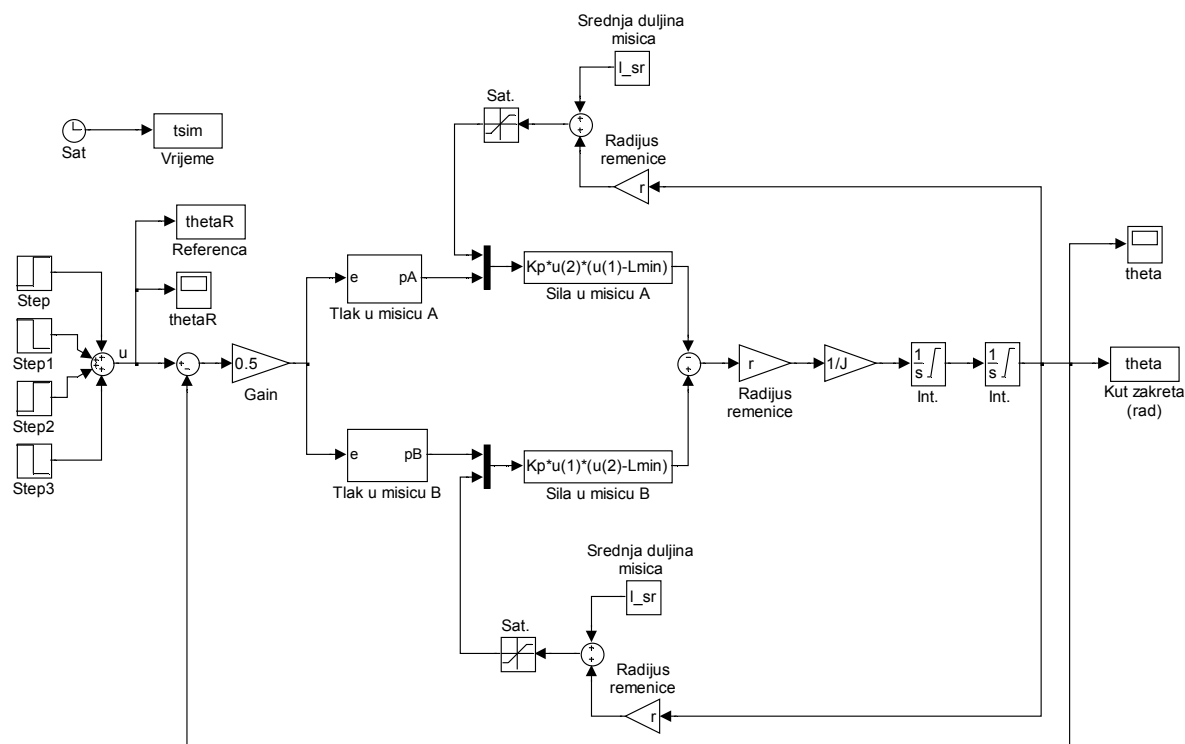 Srednja duljina
misica
l_sr
Sat.
tsim
Sat
Vrijeme
Radijus
remenice
r
thetaR
Referenca
Step
thetaR
Step1
u
Step2
Step3
0.5
Gain
e pA
Tlak u misicu A
Kp*u(2)*(u(1)-Lmin)
Sila u misicu A
r
Radijus
remenice
1/J
1
s
Int.
1
s
Int.
theta
theta
Kut zakreta
(rad)
e pB
Tlak u misicu B
Kp*u(1)*(u(2)-Lmin)
Sila u misicu B
Srednja duljina
misica
l_sr
Sat.
Radijus
remenice
r